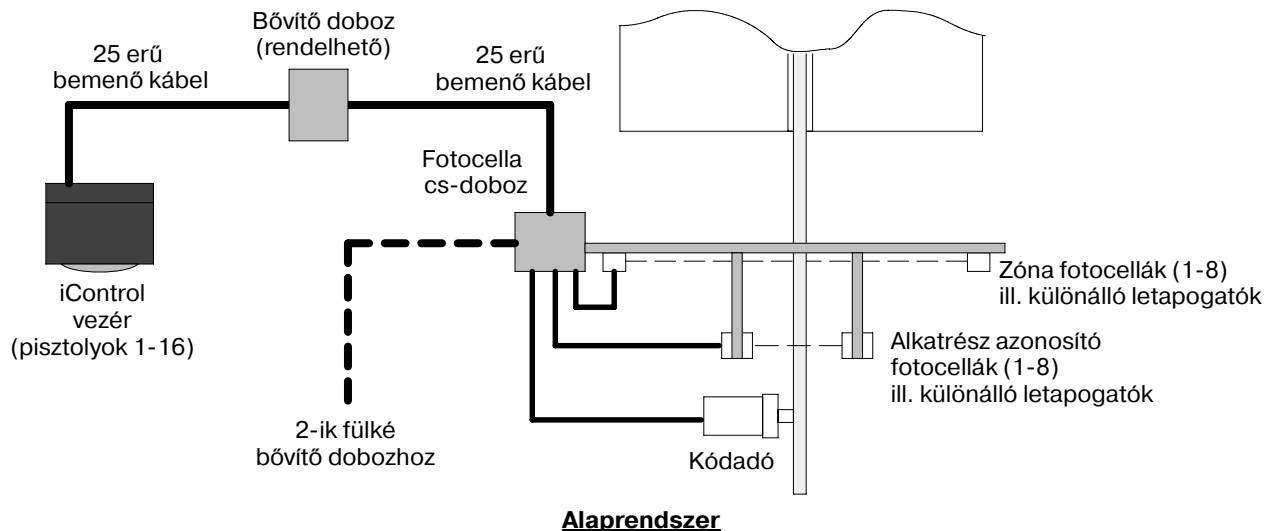 Bővítő doboz
(rendelhető)
25 erű
bemenő kábel
25 erű
bemenő kábel
Fotocella
cs-doboz
iControl
vezér
(pisztolyok 1-16)
Zóna fotocellák (1-8)
ill. különálló letapogatók
Alkatrész azonosító
fotocellák (1-8)
ill. különálló letapogatók
2-ik fülké
bővítő dobozhoz
Kódadó
Alaprendszer